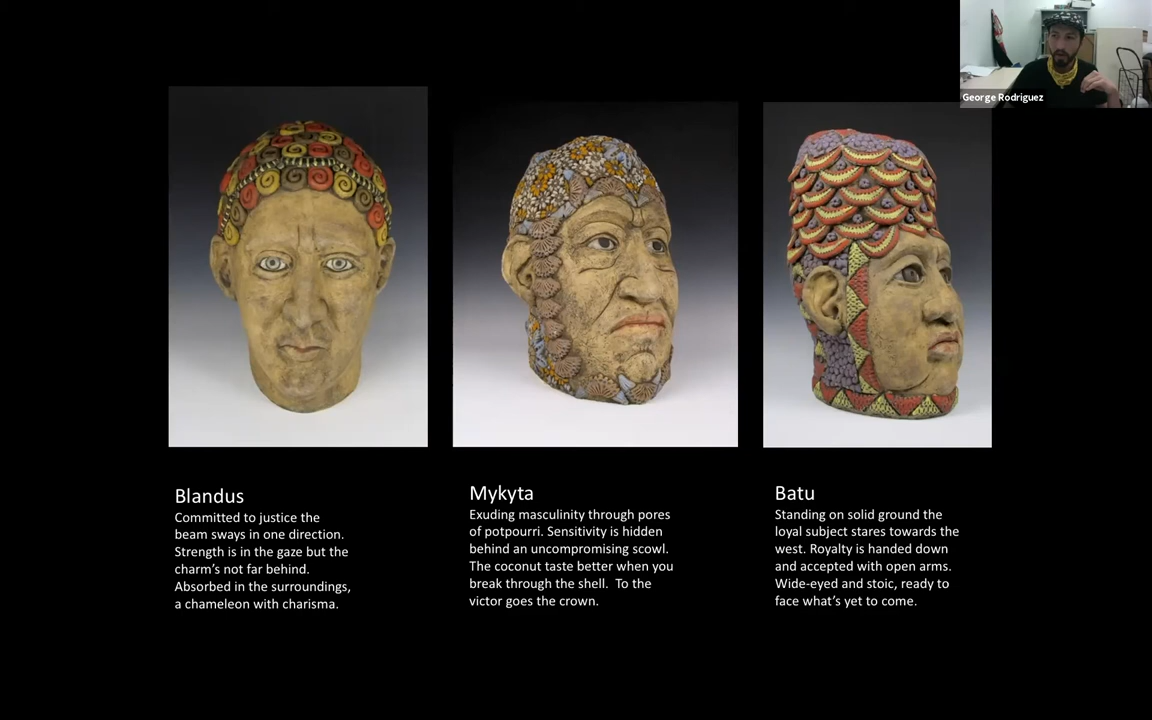 George Rodriguez
Blandus
Committed to justice the
beam sways in one direction.
Strength is in the gaze but the
charm's not far behind.
Absorbed in the surroundings,
a chameleon with charisma.
Mykyta
Exuding masculinity through pores
of potpourri. Sensitivity is hidden
behind an uncompromising scowl.
The coconut taste better when you
break through the shell.  To the
victor goes the crown.
Batu
Standing on solid ground the
loyal subject stares towards the
west. Royalty is handed down
and accepted with open arms.
Wide-eyed and stoic, ready to
face what's yet to come.